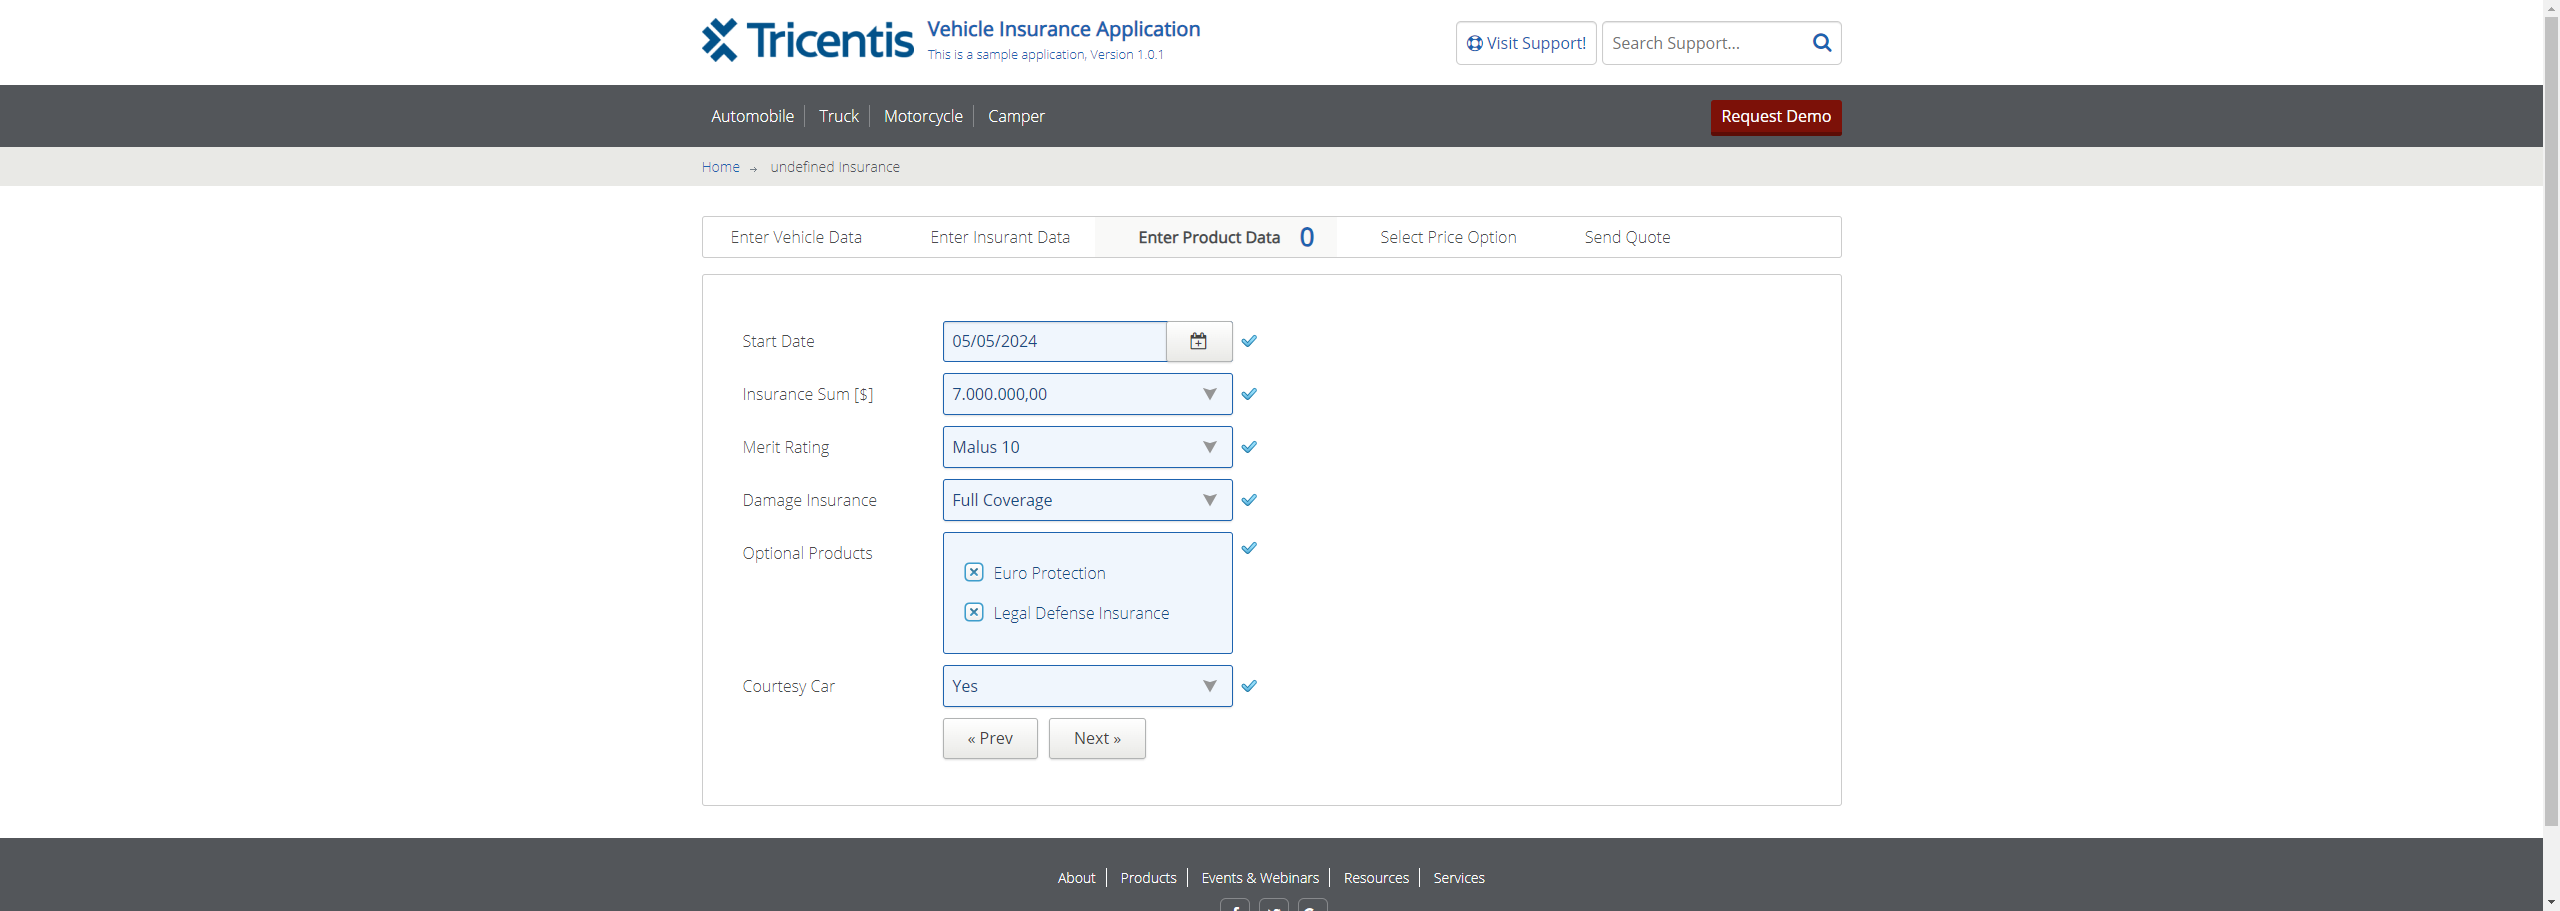 Tricentis
Vehicle Insurance Application
This is a sample application, Version 1.0.1
Visit Support!
Search Support...
Automobile
Truck
Motorcycle
Camper
Request Demo
Home
undefined Insurance
Enter Vehicle Data
Enter Insurant Data
Enter Product Data 0
Select Price Option
Send Quote
Start Date
05/05/2024
Insurance Sum [$]
7.000.000,00
Merit Rating
Malus 10
Damage Insurance
Full Coverage
Optional Products
Euro Protection
Legal Defense Insurance
Courtesy Car
Yes
« Prev
Next »
About
Products
Events & Webinars
Resources
Services